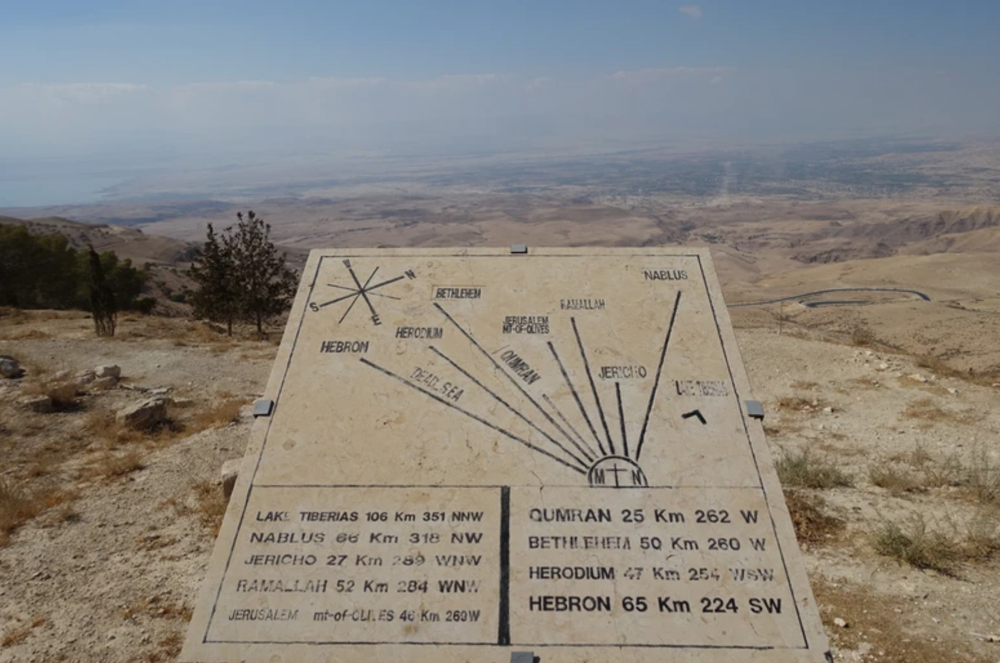 N
S
E
NABLUS
BETHLEHEM
RAMALLAH
JERUSALEM
MT-OF-OLIVES
HERODIUM
HEBRON
QUMRAN
DEAD SEA
JERICHO
LAKE TIBERIAS
M N
LAKE TIBERIAS 106 Km 351 NNW
NABLUS 66 Km 318 NW
JERICHO 27 Km 289 WNW
RAMALLAH 52 Km 284 WNW
JERUSALEM mt-of-OLIVES 46 Km 269W
QUMRAN 25 Km 262 W
BETHLEHEM 50 Km 260 W
HERODIUM 47 Km 254 WSW
HEBRON 65 Km 224 SW